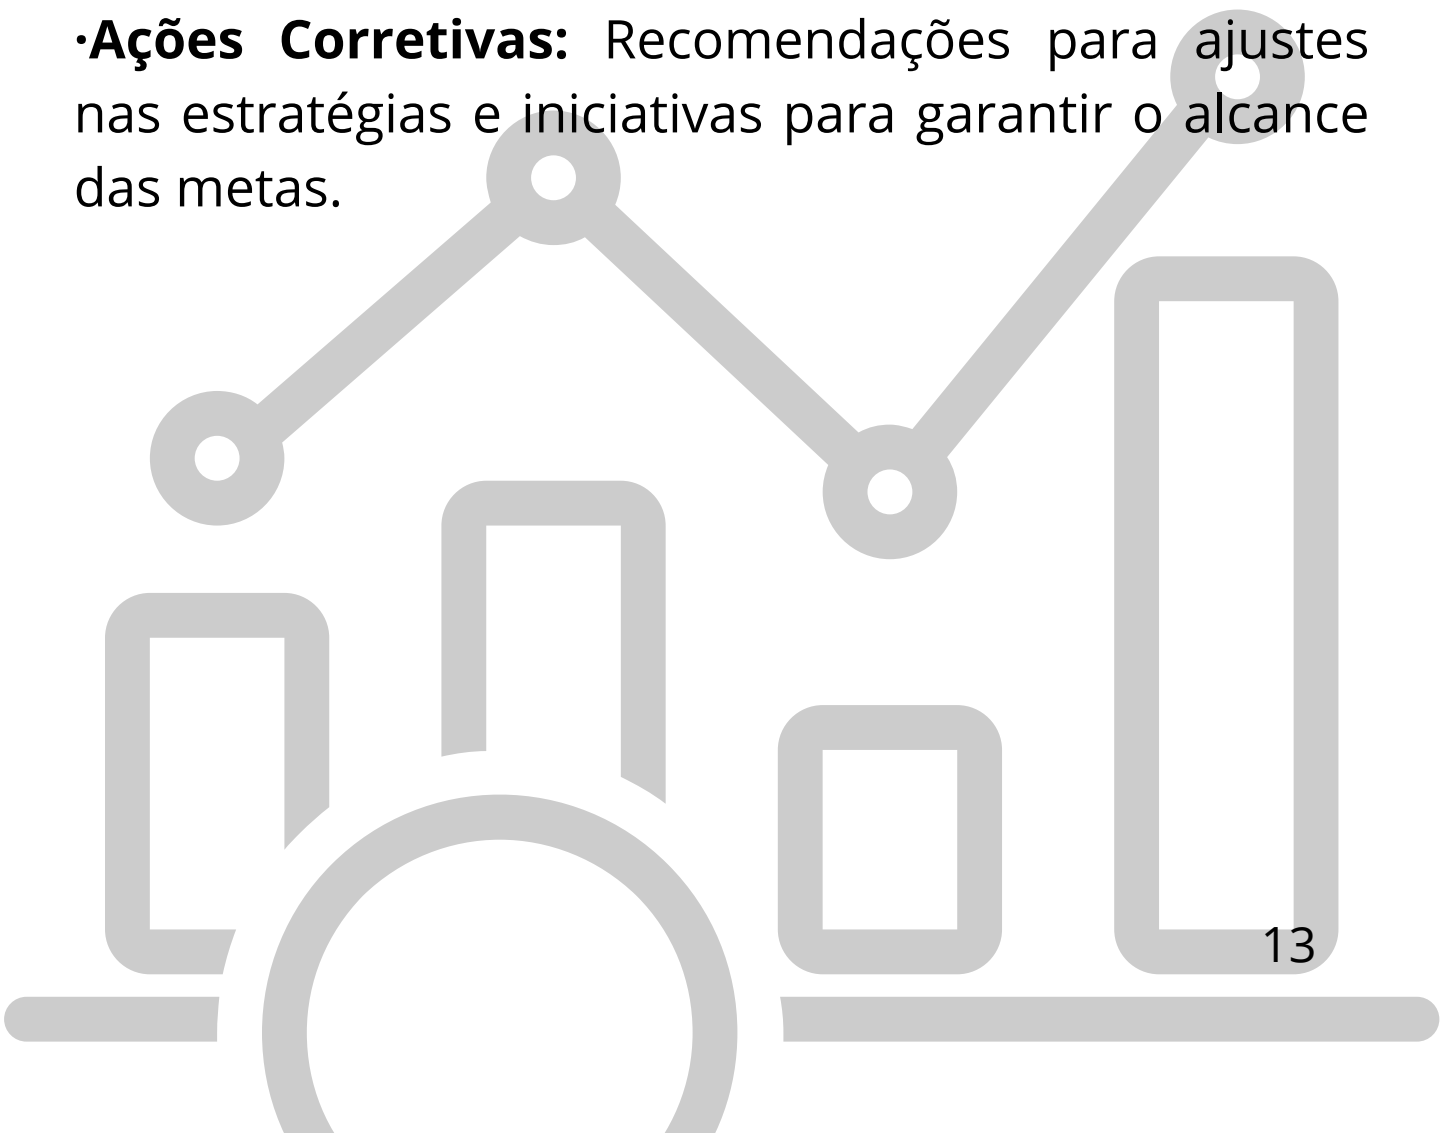 ·Ações Corretivas: Recomendações para ajustes
nas estratégias e iniciativas para garantir o alcance
das metas.
13